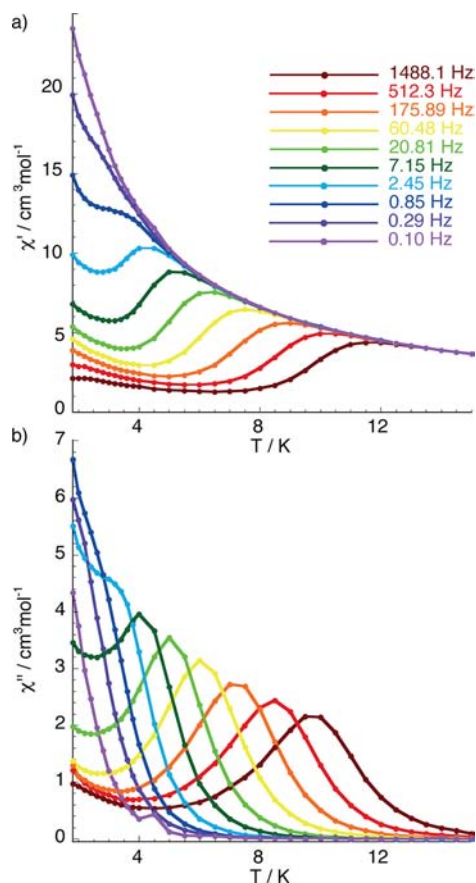 a)
20
15
10
5
0
χ' / cm³mol⁻¹
1488.1 Hz
512.3 Hz
175.89 Hz
60.48 Hz
20.81 Hz
7.15 Hz
2.45 Hz
0.85 Hz
0.29 Hz
0.10 Hz
4 8 12
T / K
b)
7
6
5
4
3
2
1
0
χ'' / cm³mol⁻¹
4 8 12
T / K